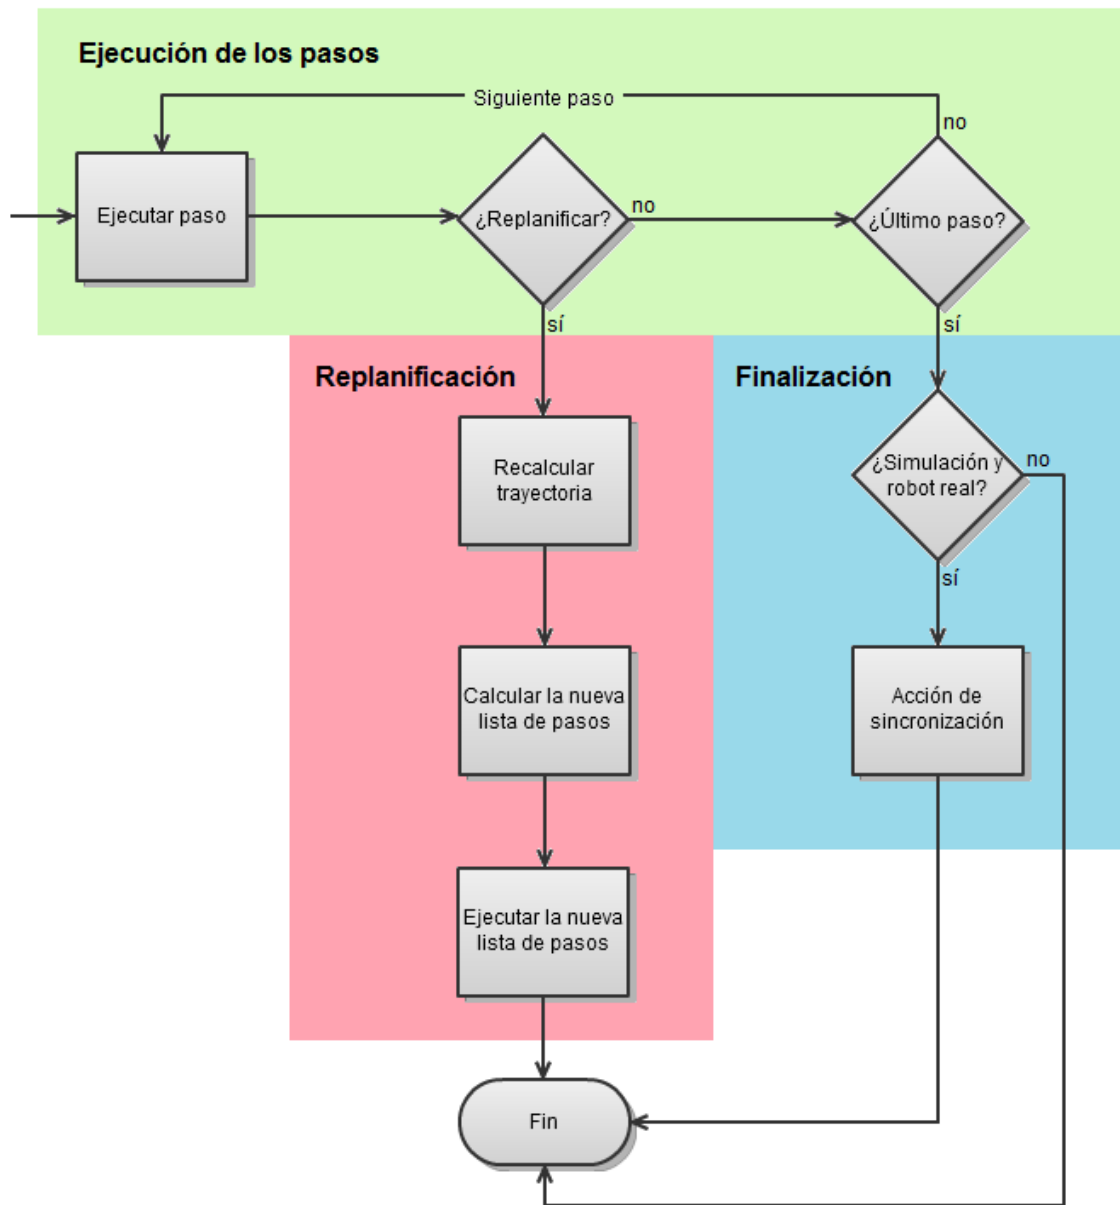 Ejecución de los pasos
Siguiente paso
no
Ejecutar paso
¿Replanificar?
no
¿Último paso?
sí
sí
Replanificación
Finalización
Recalcular
trayectoria
¿Simulación y
robot real?
no
sí
Calcular la nueva
lista de pasos
Acción de
sincronización
Ejecutar la nueva
lista de pasos
Fin